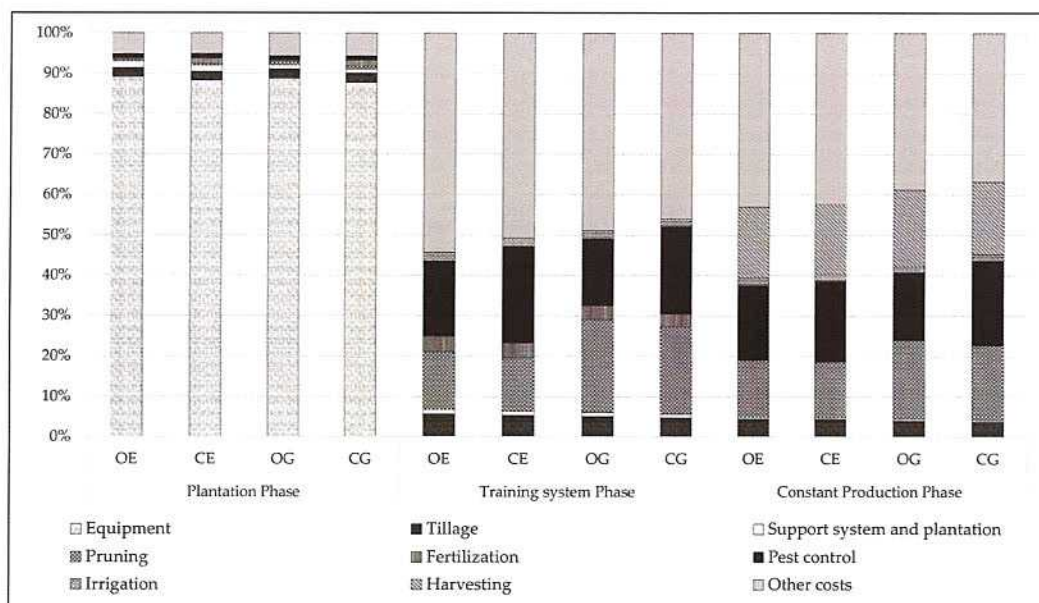 100%
90%
80%
70%
60%
50%
40%
30%
20%
10%
0%
OE CE OG CG OE CE OG CG OE CE OG CG
Plantation Phase Training system Phase Constant Production Phase
Equipment Tillage Support system and plantation
Pruning Fertilization Pest control
Irrigation Harvesting Other costs